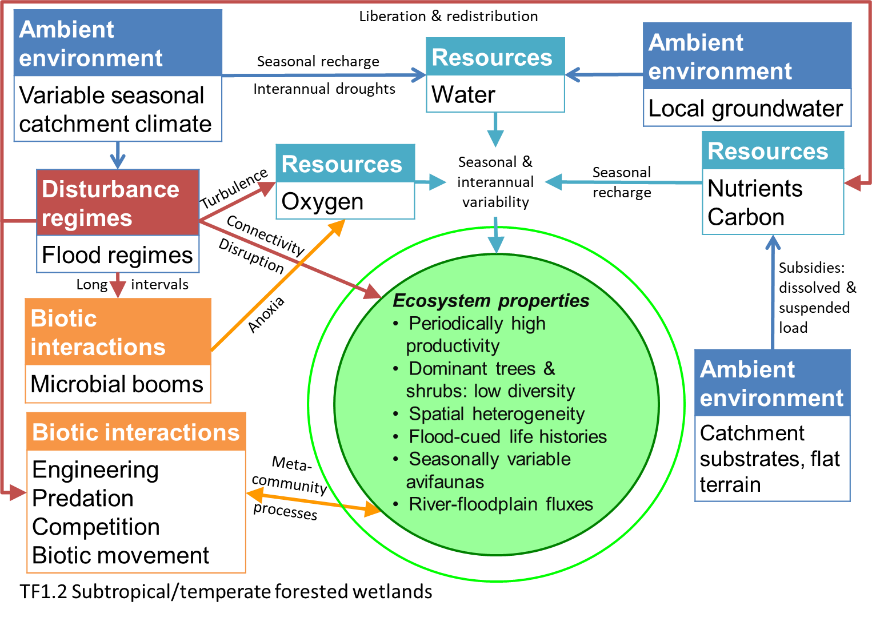 Liberation & redistribution
Ambient
environment
Variable seasonal
catchment climate
Seasonal recharge
Interannual droughts
Resources
Water
Ambient
environment
Local groundwater
Disturbance
regimes
Flood regimes
Turbulence
Resources
Oxygen
Seasonal &
interannual
variability
Seasonal
recharge
Resources
Nutrients
Carbon
Connectivity
Disruption
Long intervals
Biotic
interactions
Microbial booms
Anoxia
Subsidies:
dissolved &
suspended
load
Ambient
environment
Catchment
substrates, flat
terrain
Ecosystem properties
• Periodically high
productivity
• Dominant trees &
shrubs: low diversity
• Spatial heterogeneity
• Flood-cued life histories
• Seasonally variable
avifaunas
• River-floodplain fluxes
Biotic interactions
Engineering
Predation
Competition
Biotic movement
Meta-
community
processes
TF1.2 Subtropical/temperate forested wetlands